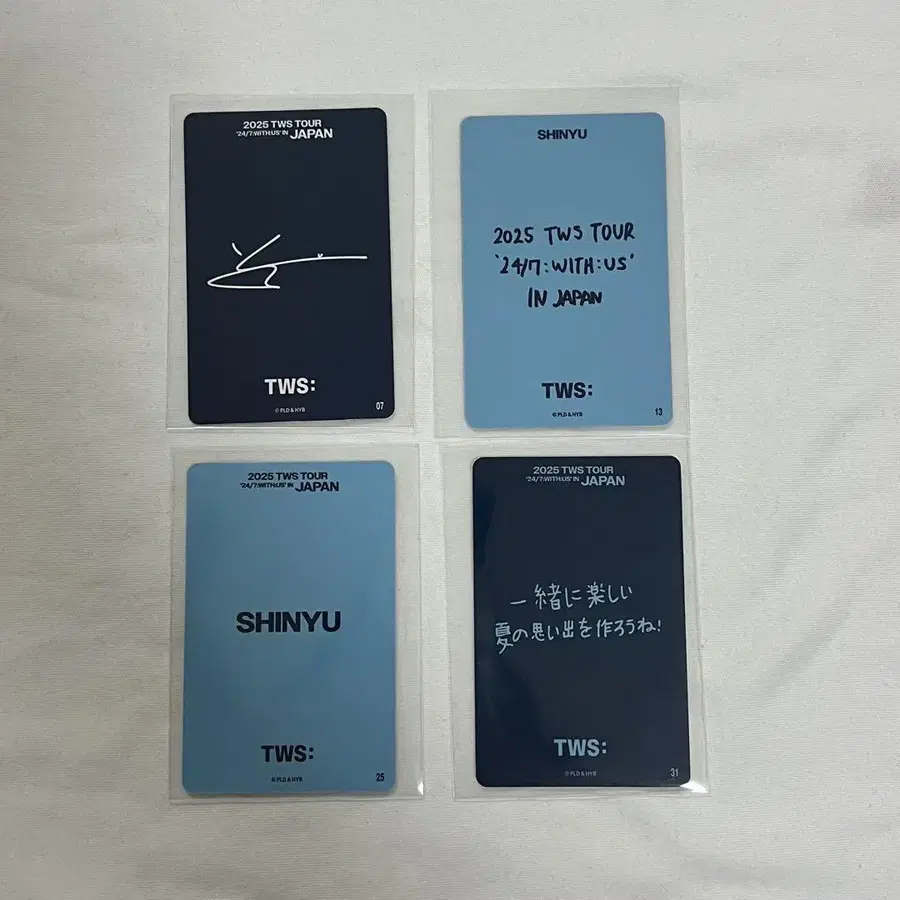 2025 TWS TOUR
'24/7:WITH:US' IN JAPAN
TWS:
© PLD & HYB
07
SHINYU
2025 TWS TOUR
'24/7:WITH:US'
IN JAPAN
TWS:
© PLD & HYB
13
2025 TWS TOUR
'24/7:WITH:US' IN JAPAN
SHINYU
TWS:
© PLD & HYB
25
2025 TWS TOUR
'24/7:WITH:US' IN JAPAN
一緒に楽しい
夏の思い出を作ろうね!
TWS:
© PLD & HYB
31